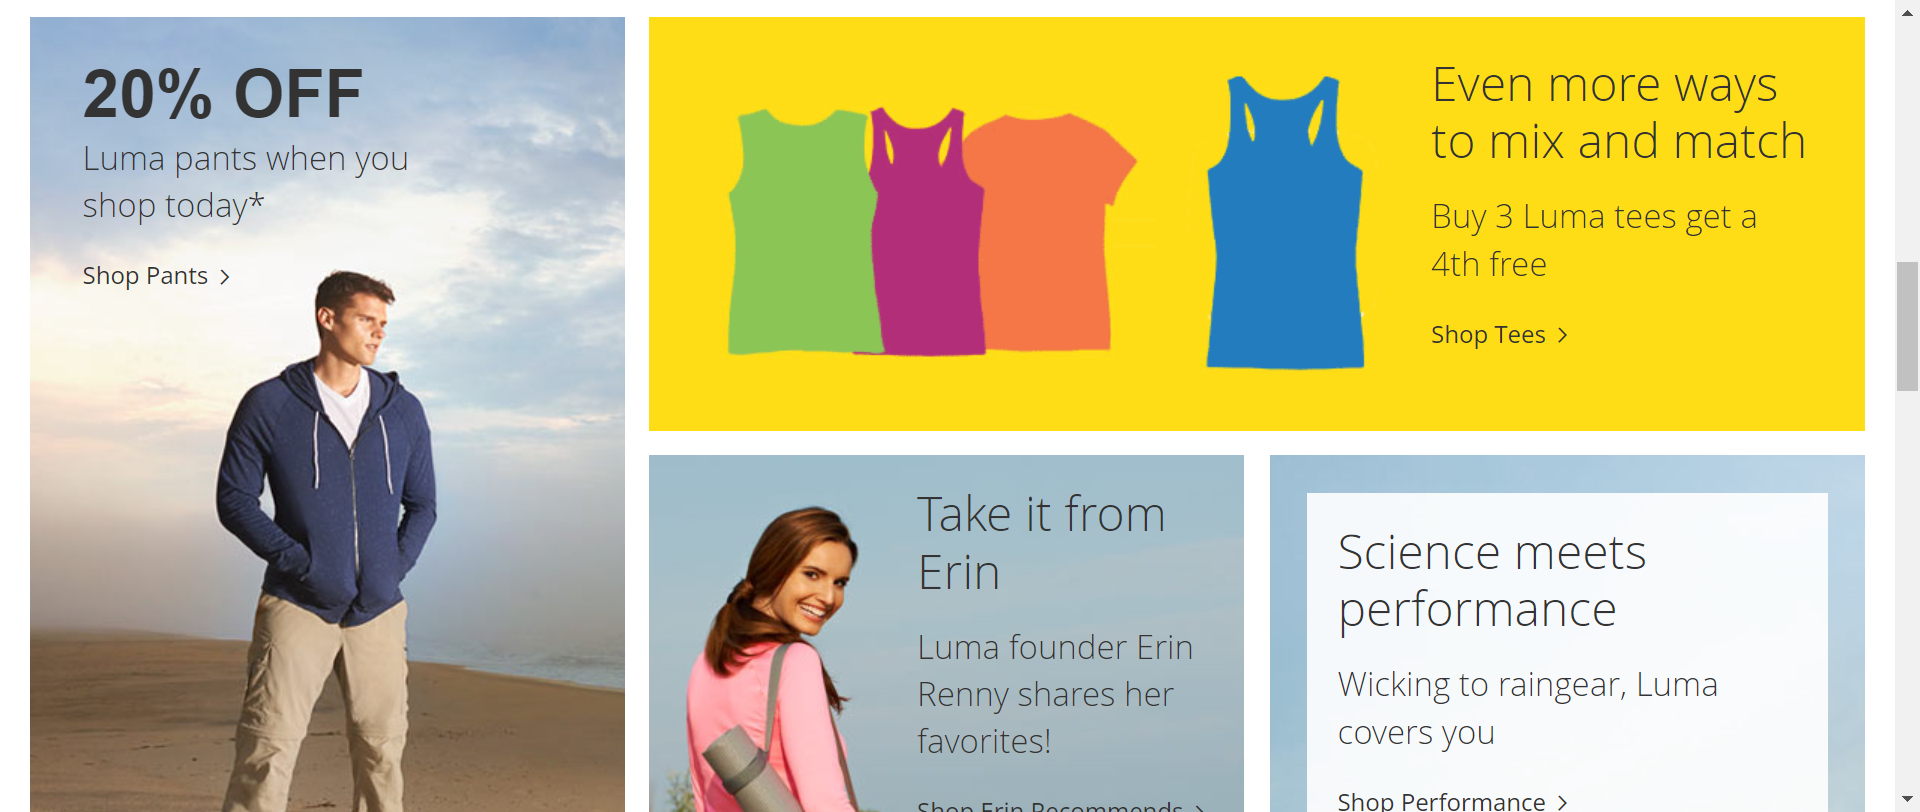 20% OFF
Luma pants when you
shop today*
Shop Pants
Even more ways
to mix and match
Buy 3 Luma tees get a
4th free
Shop Tees
Take it from
Erin
Luma founder Erin
Renny shares her
favorites!
Shop Erin Recommends
Science meets
performance
Wicking to raingear, Luma
covers you
Shop Performance